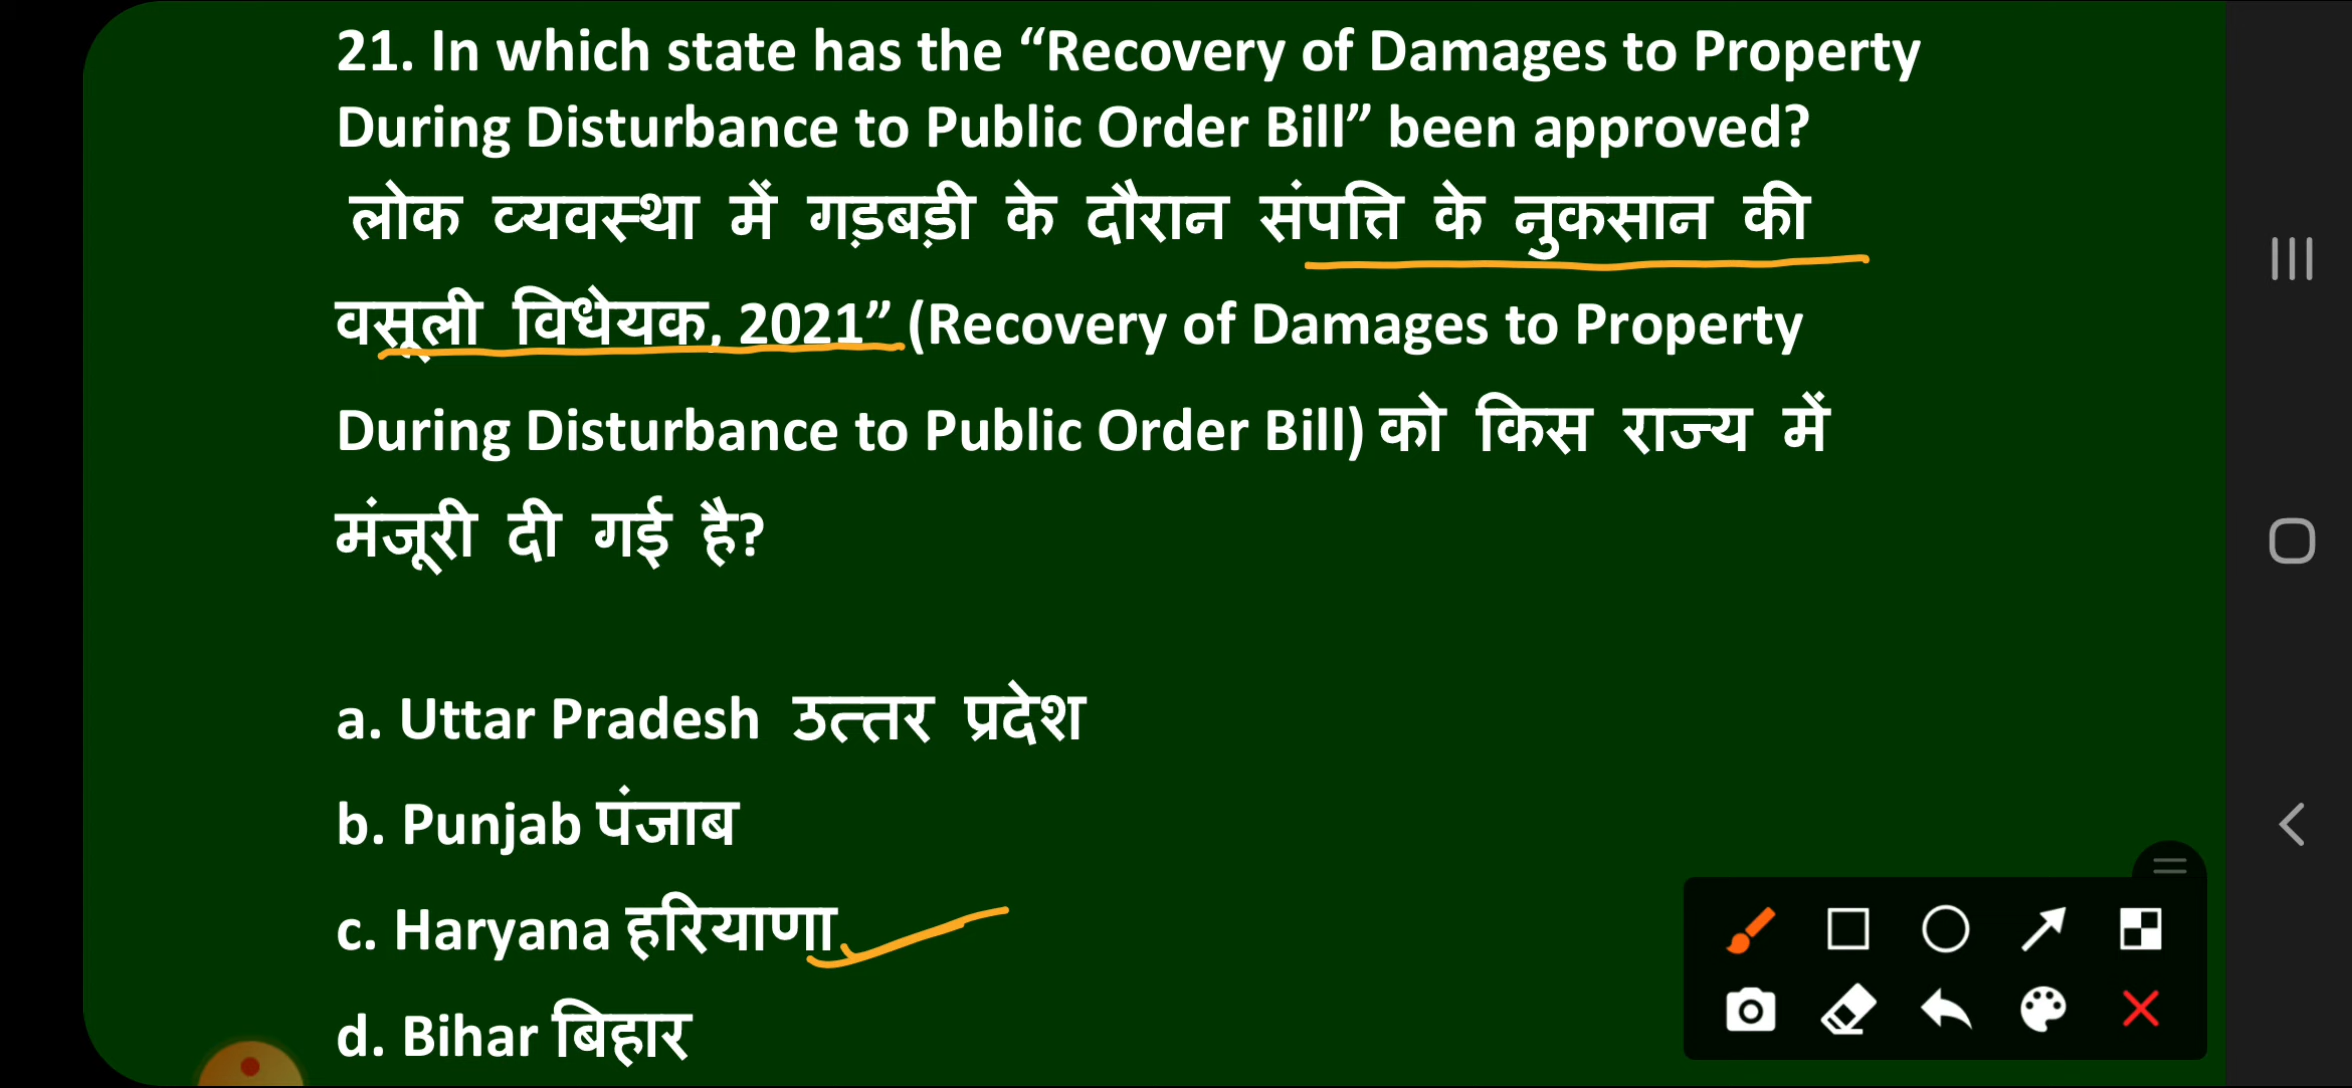 21. In which state has the “Recovery of Damages to Property
During Disturbance to Public Order Bill” been approved?
लोक व्यवस्था में गड़बड़ी के दौरान संपत्ति के नुकसान की
वसूली विधेयक, 2021” (Recovery of Damages to Property
During Disturbance to Public Order Bill) को किस राज्य में
मंजूरी दी गई है?
a. Uttar Pradesh उत्तर प्रदेश
b. Punjab पंजाब
c. Haryana हरियाणा
d. Bihar बिहार